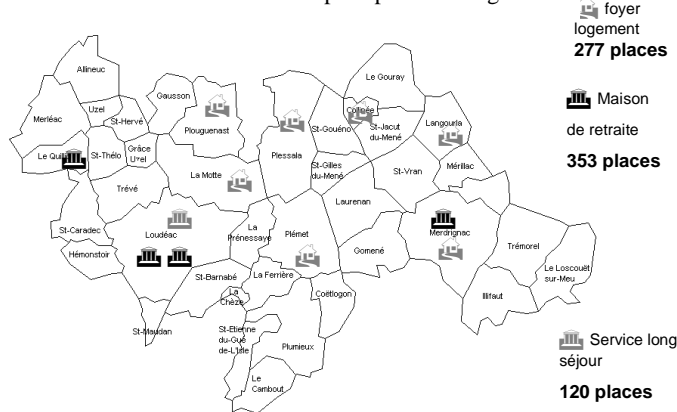 foyer
logement
277 places
Maison
de retraite
353 places
Service long
séjour
120 places
Allineuc
Le Gouray
Uzel
Gausson
Merléac
St-Hervé
Plouguenast
Collinée
Langourla
St-Gouéno
St-Jacut
du-Mené
Le Quillio
St-Thélo
Grâce
Uzel
Plessala
La Motte
St-Gilles
du-Mené
St-Vran
Mérillac
Trévé
Laurenan
St-Caradec
Loudéac
La
Prénessaye
Plémet
Merdrignac
Trémorel
Hémonstoir
Gomené
St-Barnabé
La Ferrière
Le Loscouët
sur-Meu
Coëtlogon
Illifaut
La
Chèze
St-Maudan
St-Etienne
du-Gué
de-L'Isle
Plumieux
Le
Cambout